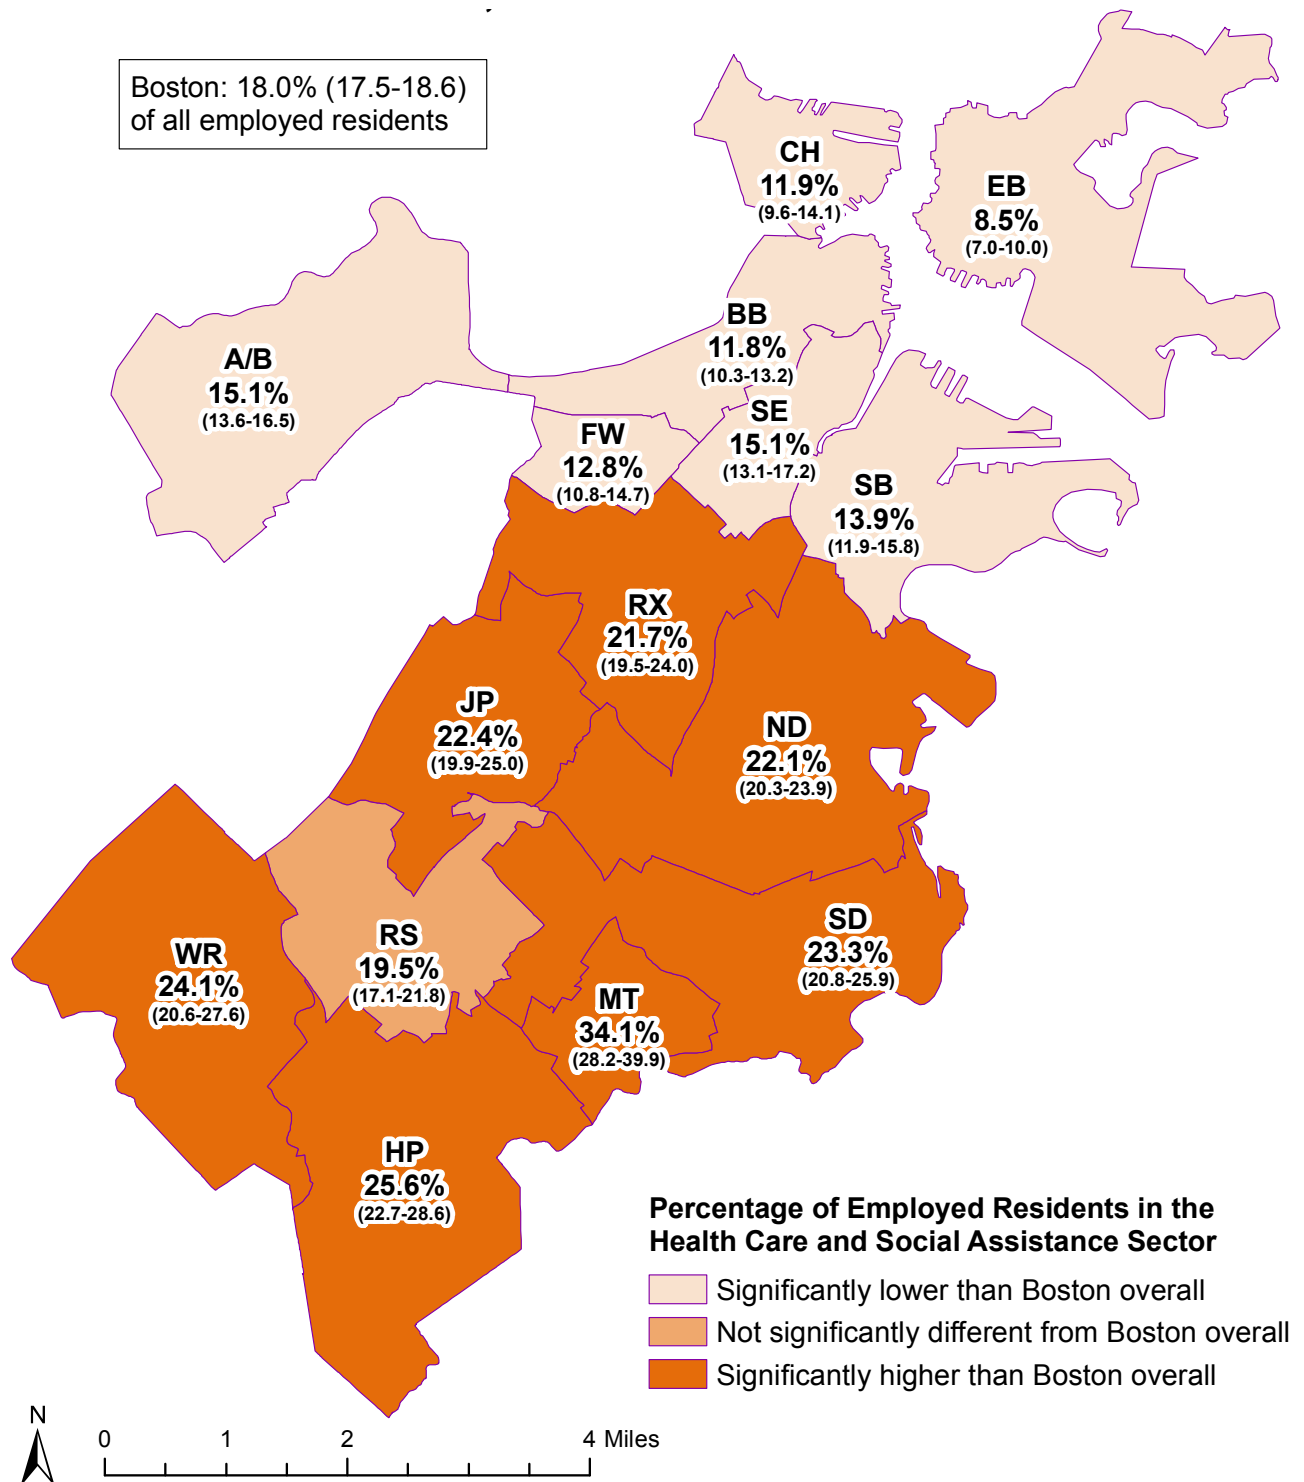 Boston: 18.0% (17.5-18.6)
of all employed residents
CH
11.9%
(9.6-14.1)
EB
8.5%
(7.0-10.0)
BB
11.8%
(10.3-13.2)
A/B
15.1%
(13.6-16.5)
SE
15.1%
(13.1-17.2)
FW
12.8%
(10.8-14.7)
SB
13.9%
(11.9-15.8)
RX
21.7%
(19.5-24.0)
JP
22.4%
(19.9-25.0)
ND
22.1%
(20.3-23.9)
SD
23.3%
(20.8-25.9)
RS
19.5%
(17.1-21.8)
WR
24.1%
(20.6-27.6)
MT
34.1%
(28.2-39.9)
HP
25.6%
(22.7-28.6)
Percentage of Employed Residents in the
Health Care and Social Assistance Sector
Significantly lower than Boston overall
Not significantly different from Boston overall
Significantly higher than Boston overall
N
0 1 2 4 Miles